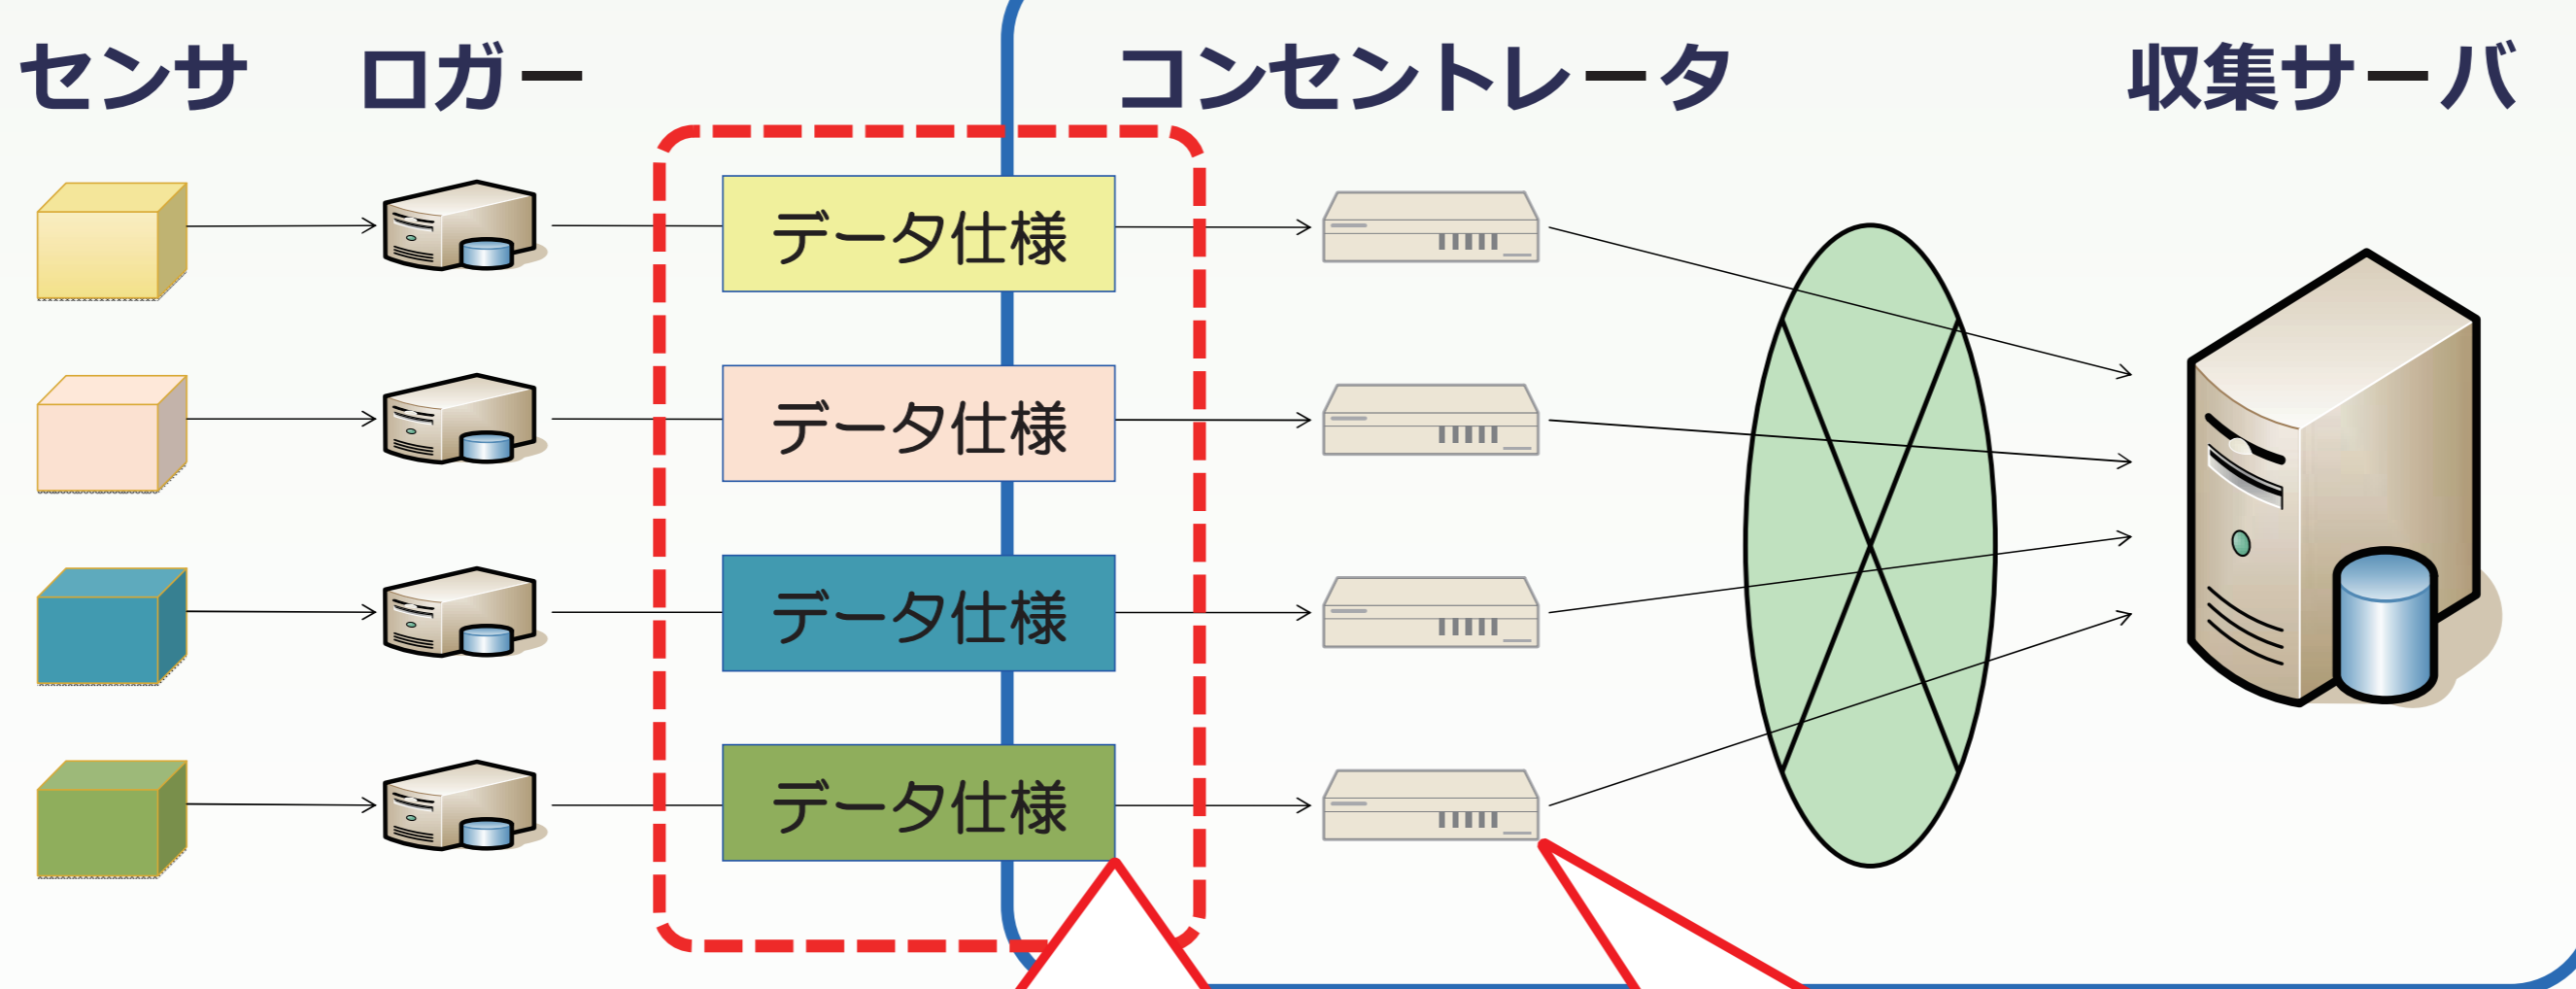 センサ
ロガー
コンセントレータ
収集サーバ
データ仕様
データ仕様
データ仕様
データ仕様